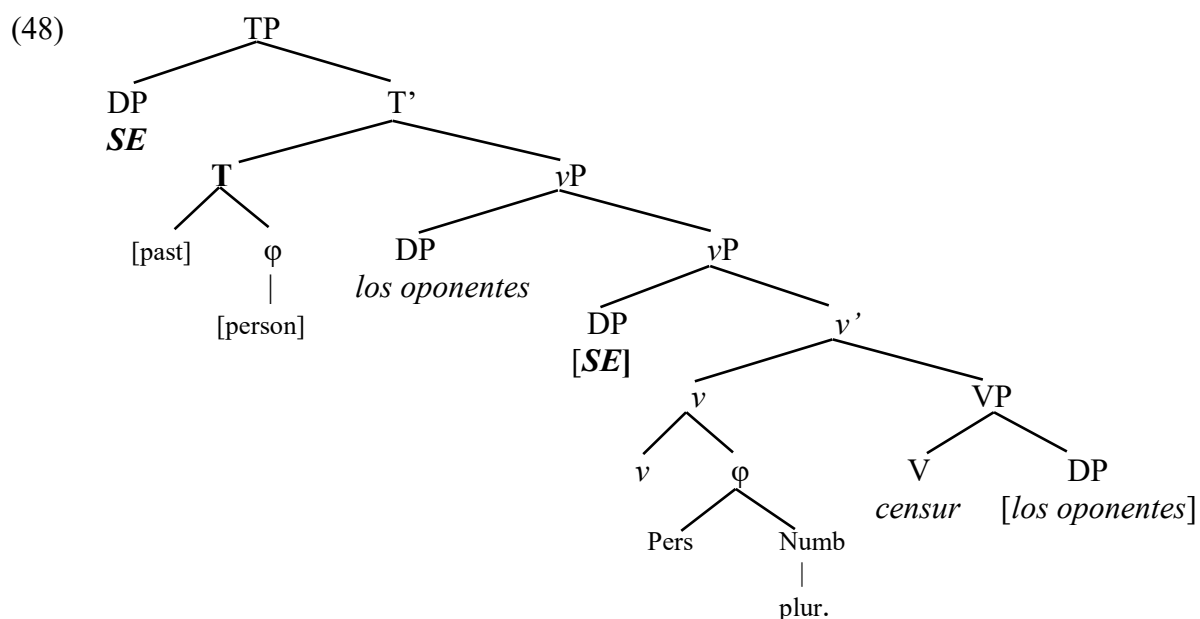 (48) TP
DP T’
SE
T vP
[past] φ DP vP
los oponentes
[person] DP v’
[SE]
v VP
v φ V DP
censur [los oponentes]
Pers Numb
plur.